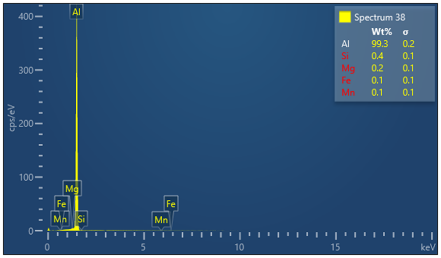 Spectrum 38
Wt% σ
Al 99.3 0.2
Si 0.4 0.1
Mg 0.2 0.1
Fe 0.1 0.1
Mn 0.1 0.1
400
300
200
100
0
cps/eV
Al
Mg
Fe
Mn
Si
Mn
Fe
0 5 10 15 keV